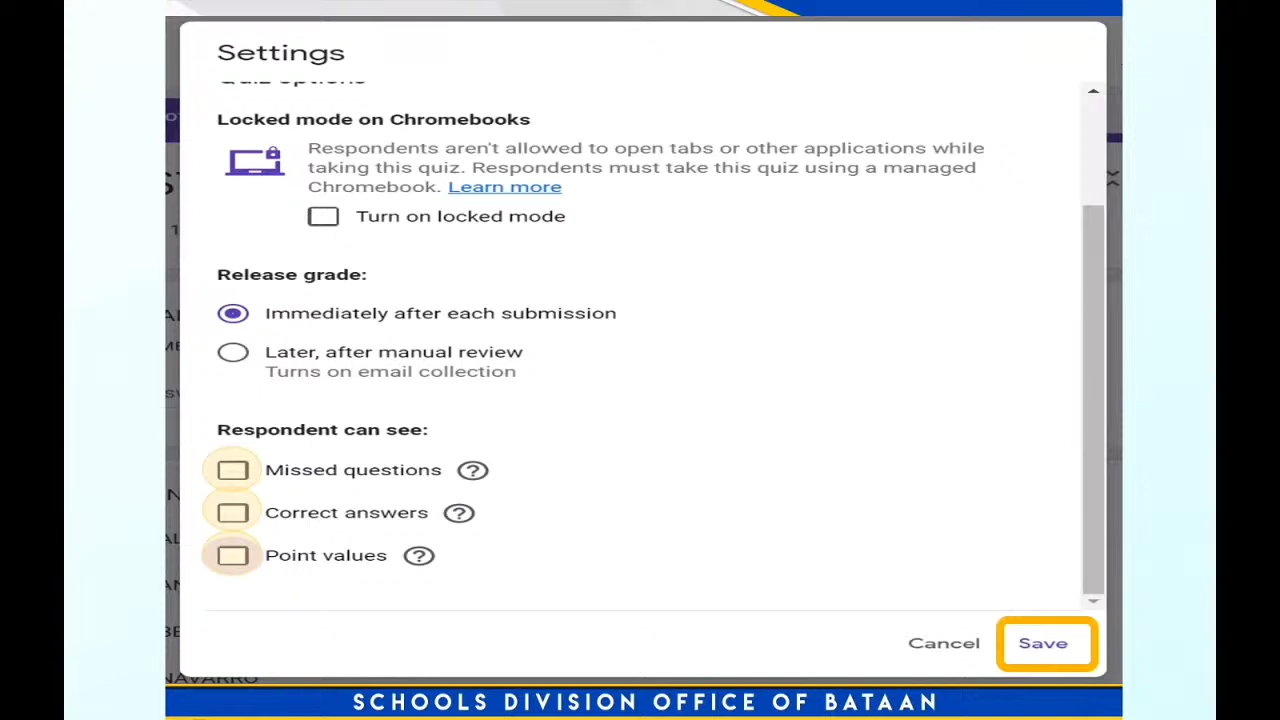 Settings
Quiz options
Locked mode on Chromebooks
Respondents aren't allowed to open tabs or other applications while
taking this quiz. Respondents must take this quiz using a managed
Chromebook. Learn more
Turn on locked mode
Release grade:
Immediately after each submission
Later, after manual review
Turns on email collection
Respondent can see:
Missed questions
Correct answers
Point values
Cancel
Save
NAVARRO
SCHOOLS DIVISION OFFICE OF BATAAN